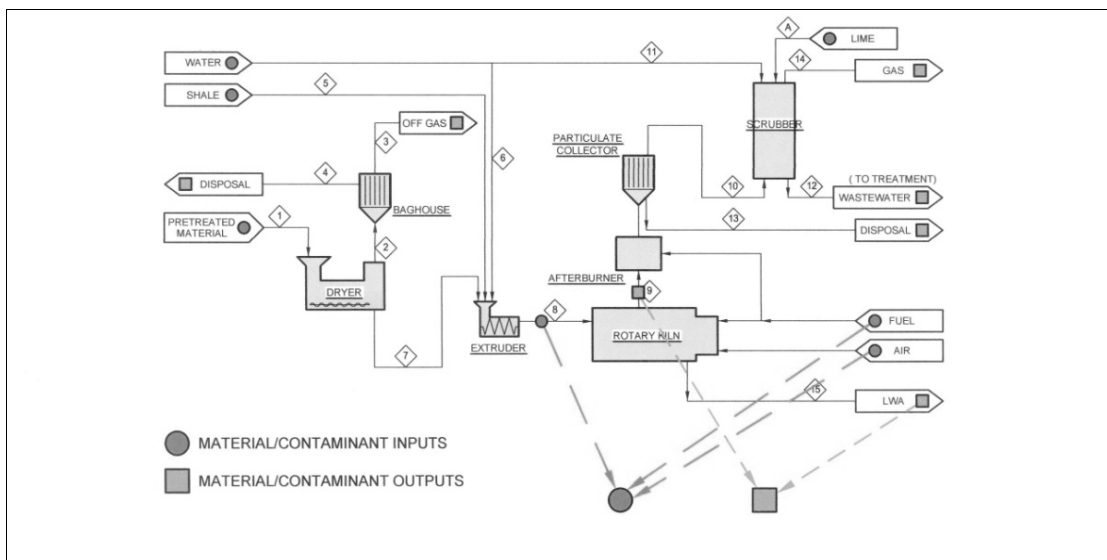 A
LIME
11
14
WATER
GAS
5
SHALE
OFF GAS
3
SCRUBBER
PARTICULATE
COLLECTOR
6
4
DISPOSAL
10
12
( TO TREATMENT)
WASTEWATER
BAGHOUSE
1
PRETREATED
MATERIAL
13
DISPOSAL
2
AFTERBURNER
DRYER
9
8
FUEL
ROTARY KILN
EXTRUDER
7
AIR
15
LWA
MATERIAL/CONTAMINANT INPUTS
MATERIAL/CONTAMINANT OUTPUTS